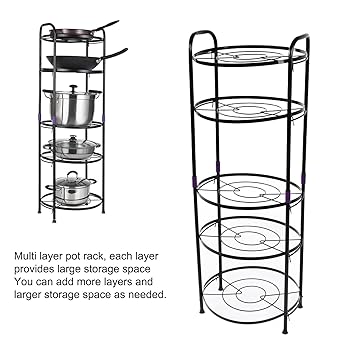 Multi layer pot rack, each layer
provides large storage space
You can add more layers and
larger storage space as needed.